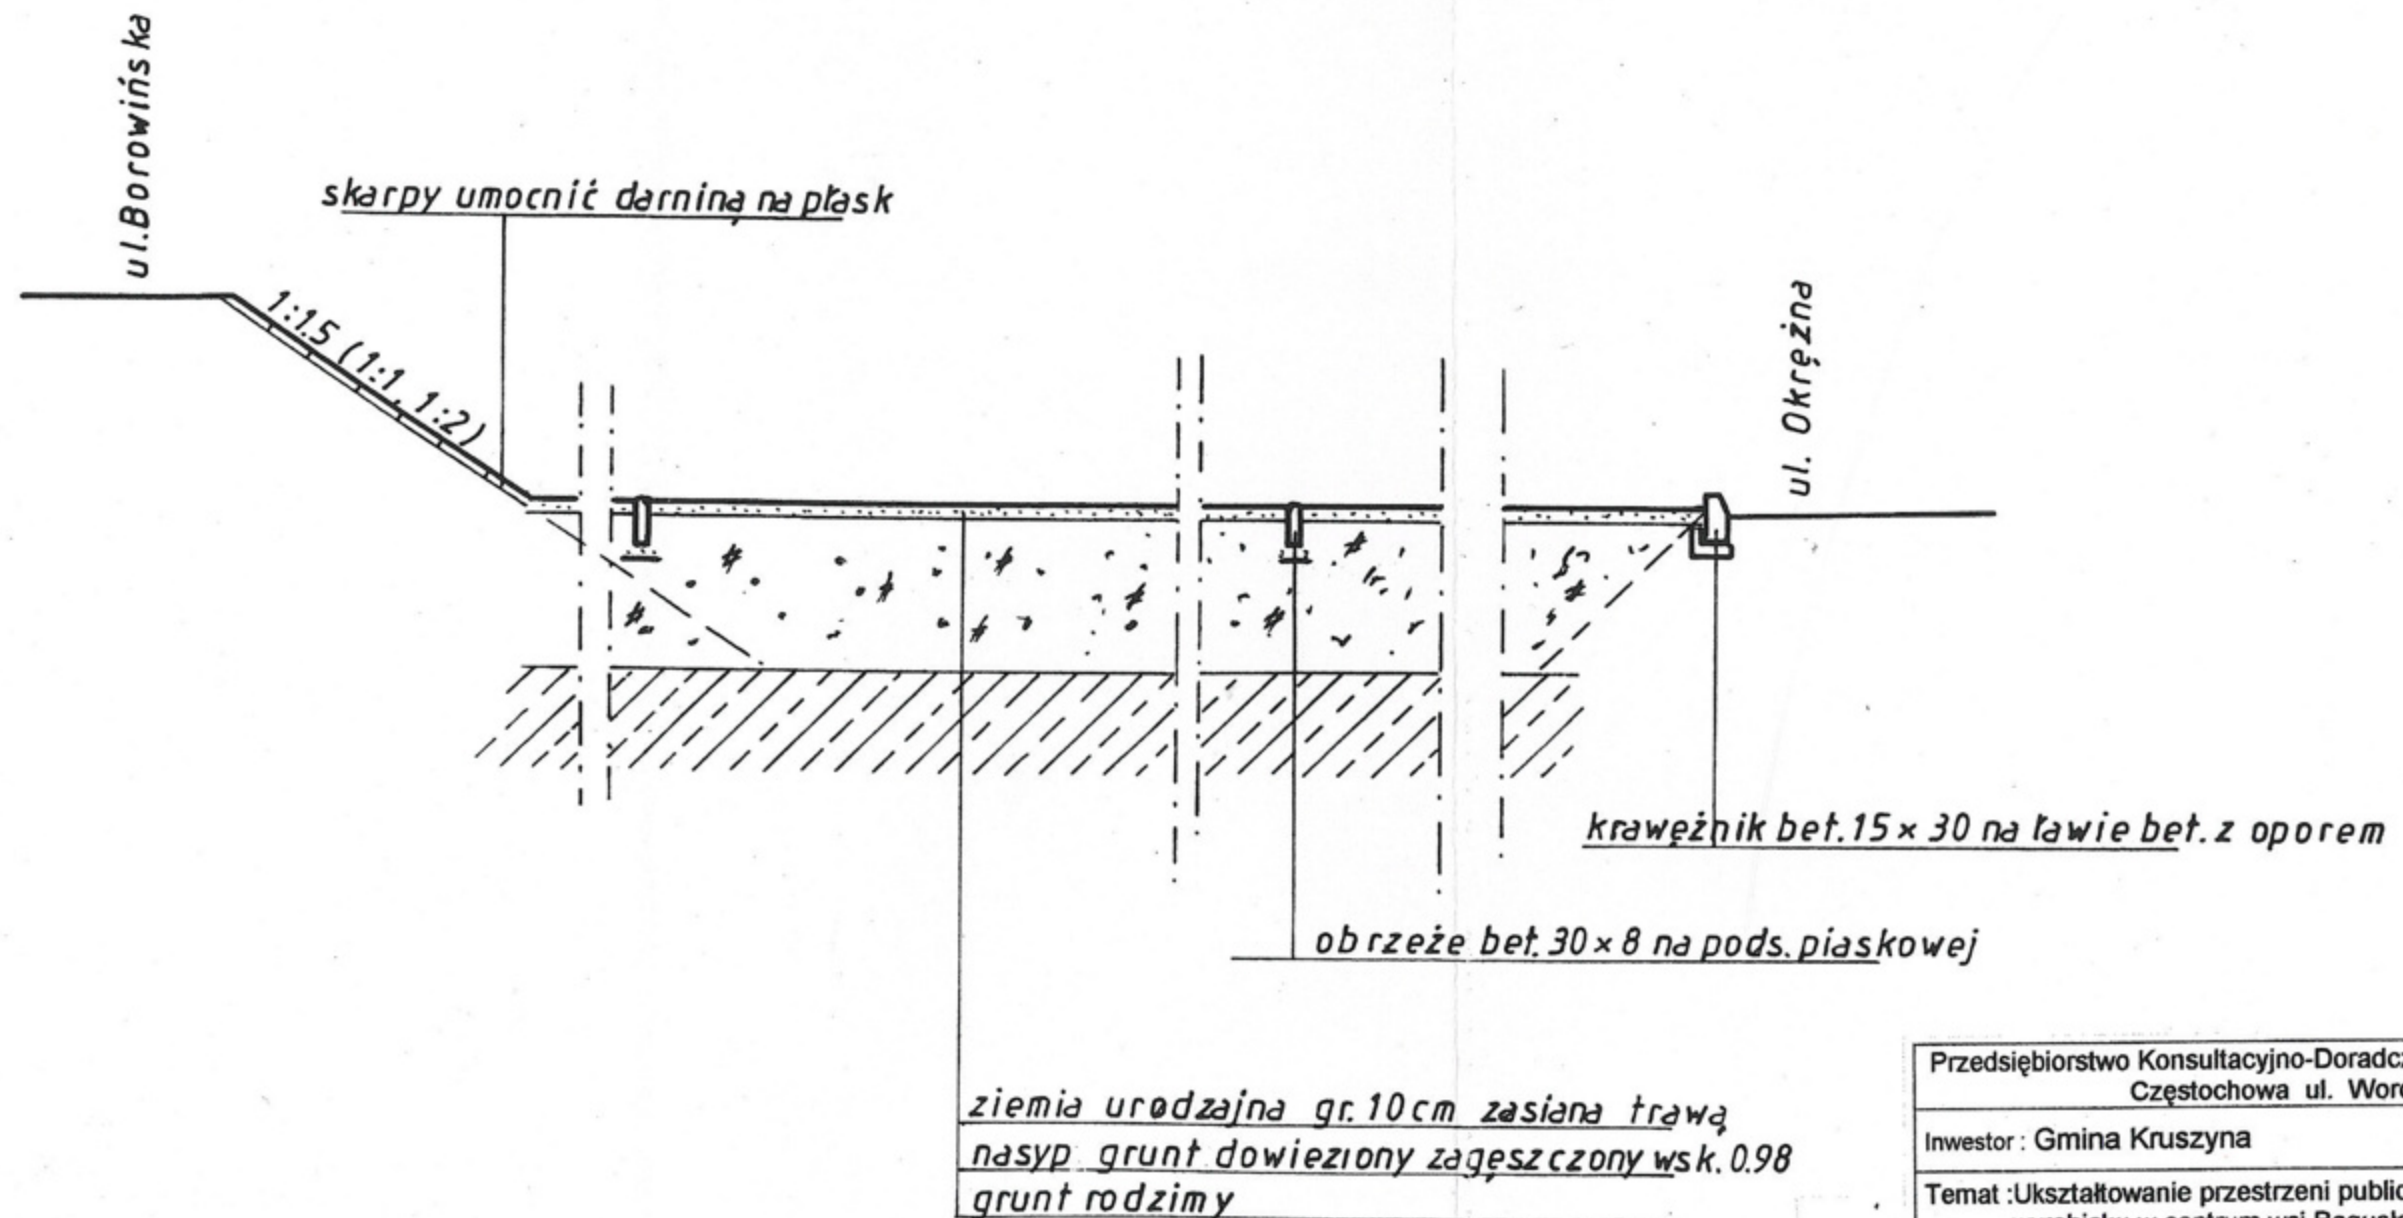 ul.Borowińska
skarpy umocnić darniną na płask
1:1.5 (1:1, 1:2)
ul. Okrężna
krawężnik bet.15×30 na ławie bet. z oporem
obrzeże bet. 30×8 na pods. piaskowej
ziemia urodzajna gr. 10cm zasiana trawą
nasyp grunt dowieziony zagęszczony wsk. 0.98
grunt rodzimy
Przedsiębiorstwo Konsultacyjno-Doradcz
Częstochowa ul. Woro
Inwestor : Gmina Kruszyna
Temat :Ukształtowanie przestrzeni public